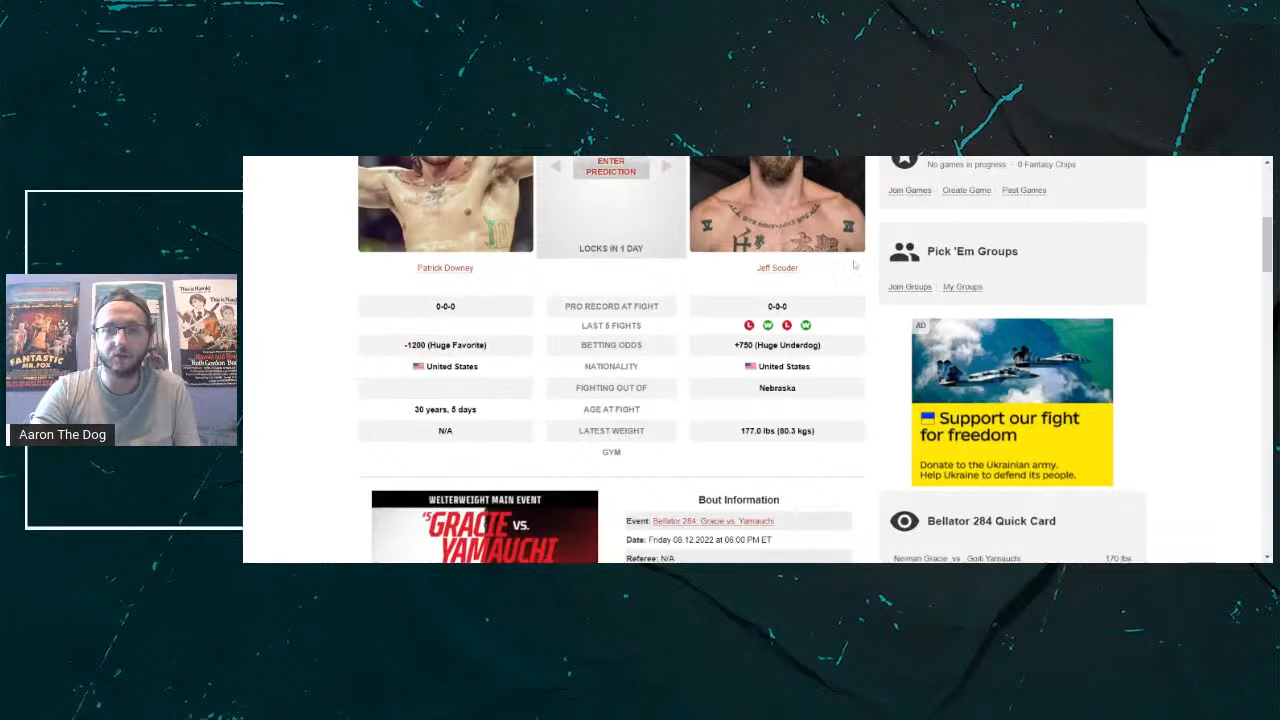 ENTER
PREDICTION
LOCKS IN 1 DAY
Patrick Downey
Jeff Souder
0-0-0
PRO RECORD AT FIGHT
0-0-0
LAST 5 FIGHTS
L W L W
-1200 (Huge Favorite)
BETTING ODDS
+750 (Huge Underdog)
United States
NATIONALITY
United States
FIGHTING OUT OF
Nebraska
30 years, 5 days
AGE AT FIGHT
N/A
LATEST WEIGHT
177.0 lbs (80.3 kgs)
GYM
WELTERWEIGHT MAIN EVENT
#5 GRACIE VS.
YAMAUCHI
Bout Information
Event: Bellator 284: Gracie vs. Yamauchi
Date: Friday 08.12.2022 at 06:00 PM ET
Referee: N/A
No games in progress · 0 Fantasy Chips
Join Games Create Game Past Games
Pick 'Em Groups
Join Groups My Groups
AD
Support our fight
for freedom
Donate to the Ukrainian army.
Help Ukraine to defend its people.
Bellator 284 Quick Card
Neiman Gracie vs Goiti Yamauchi 170 lbs
FANTASTIC
MR. FOX
This is Harold
Aaron The Dog